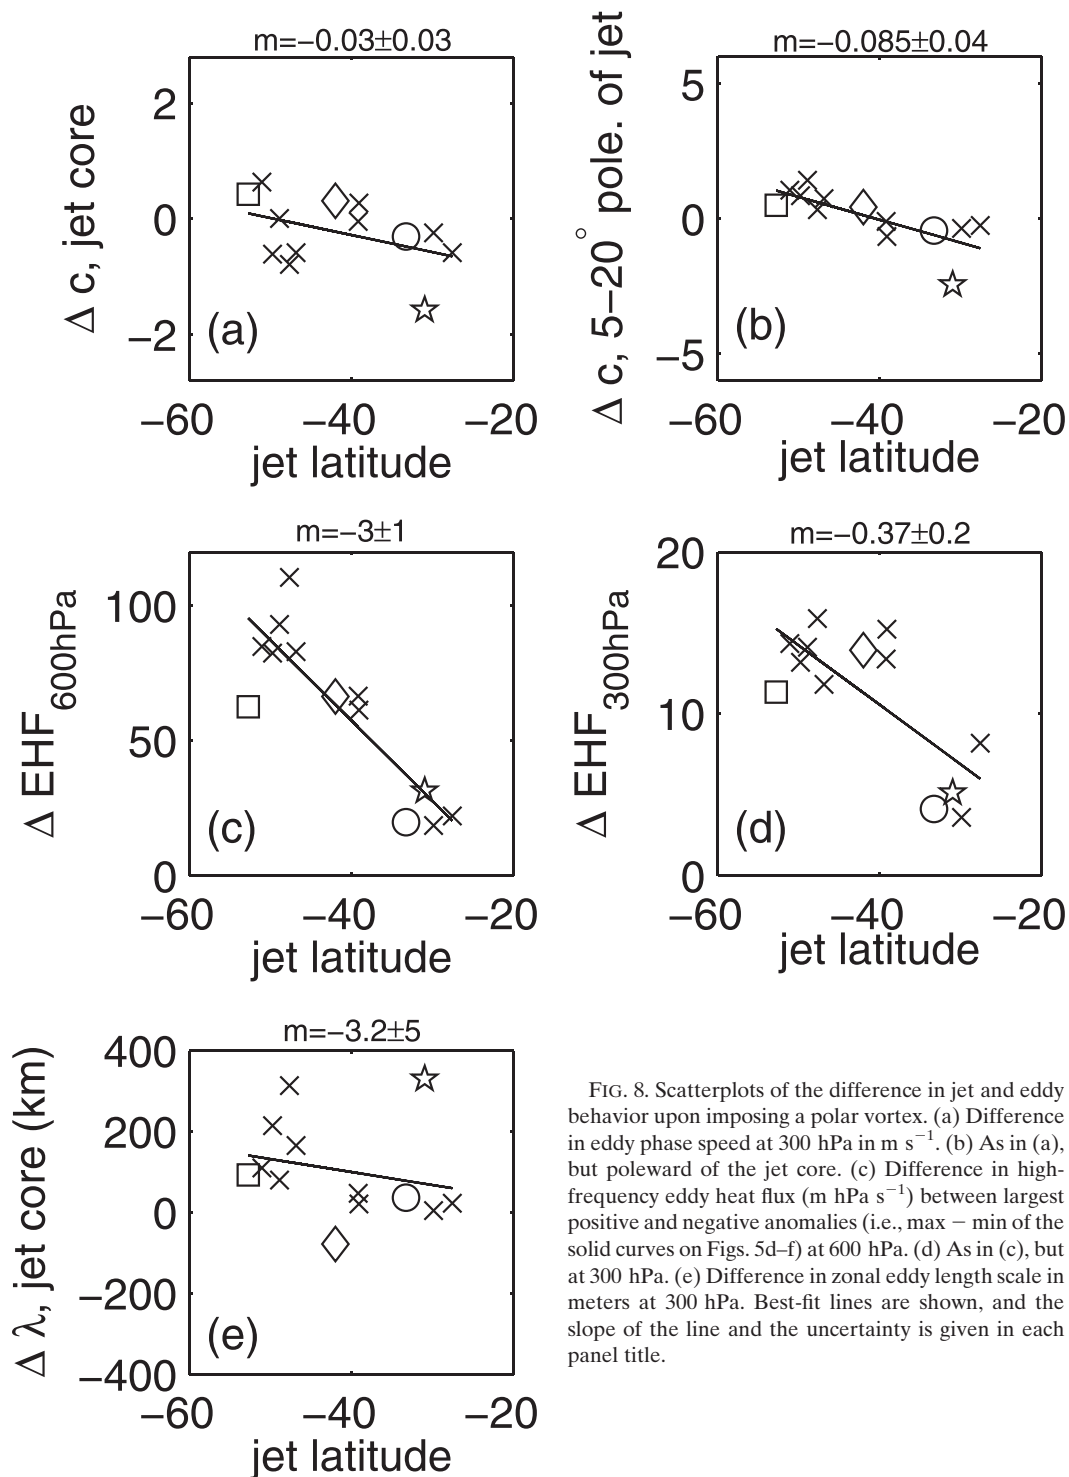 m=−0.03±0.03
2
0
−2
Δ c, jet core
(a)
−60 −40 −20
jet latitude
m=−0.085±0.04
5
0
−5
Δ c, 5−20° pole. of jet
(b)
−60 −40 −20
jet latitude
m=−3±1
100
50
0
Δ EHF 600hPa
(c)
−60 −40 −20
jet latitude
m=−0.37±0.2
20
10
0
Δ EHF 300hPa
(d)
−60 −40 −20
jet latitude
m=−3.2±5
400
200
0
−200
−400
Δ λ, jet core (km)
(e)
−60 −40 −20
jet latitude
FIG. 8. Scatterplots of the difference in jet and eddy
behavior upon imposing a polar vortex. (a) Difference
in eddy phase speed at 300 hPa in m s−1. (b) As in (a),
but poleward of the jet core. (c) Difference in high-
frequency eddy heat flux (m hPa s−1) between largest
positive and negative anomalies (i.e., max − min of the
solid curves on Figs. 5d–f) at 600 hPa. (d) As in (c), but
at 300 hPa. (e) Difference in zonal eddy length scale in
meters at 300 hPa. Best-fit lines are shown, and the
slope of the line and the uncertainty is given in each
panel title.